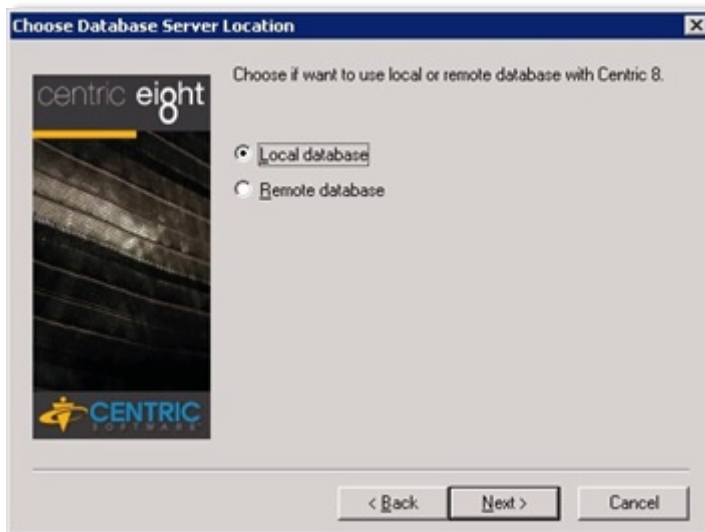 Choose Database Server Location
Choose if want to use local or remote database with Centric 8.
centric eight
Local database
Remote database
CENTRIC
SOFTWARE
< Back
Next >
Cancel